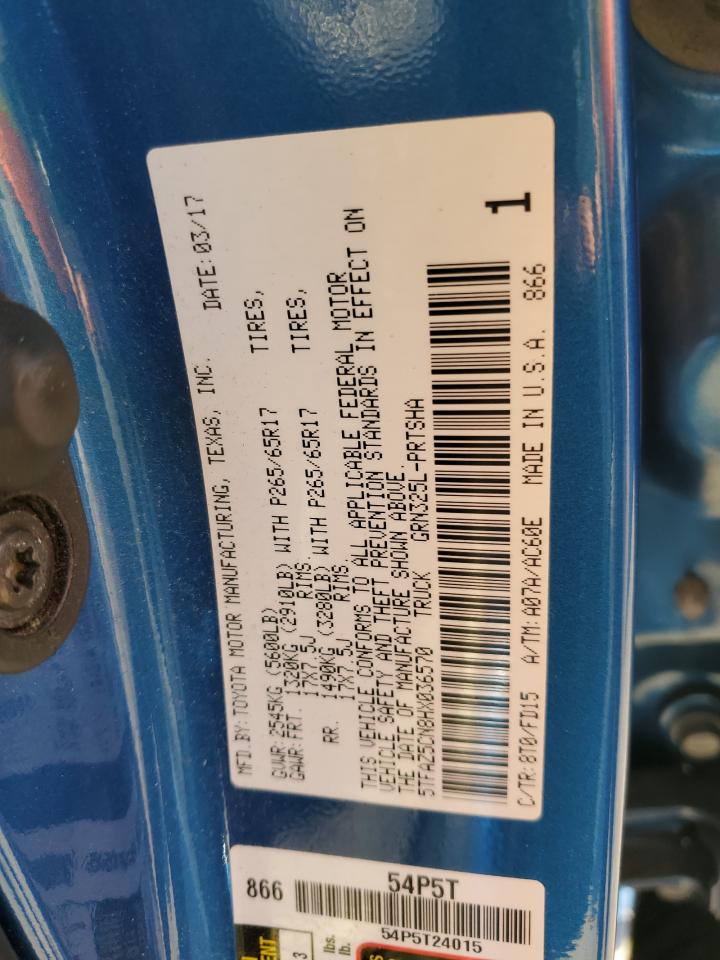 MFD.BY:TOYOTA MOTOR MANUFACTURING, TEXAS, INC. DATE:03/17
GVWR:2545KG (5600LB)
GAWR:FRT. 1320KG (2910LB) WITH P265/65R17 TIRES,
17X7.5J RIMS.
RR. 1490KG (3280LB) WITH P265/65R17 TIRES,
17X7.5J RIMS.
THIS VEHICLE CONFORMS TO ALL APPLICABLE FEDERAL MOTOR
VEHICLE SAFETY AND THEFT PREVENTION STANDARDS IN EFFECT ON
THE DATE OF MANUFACTURE SHOWN ABOVE.
5TFAZ5CN8HX036570 TRUCK GRN325L-PRTSHA
1
C/TR:8T0/FD15 A/TM:A07A/AC60E MADE IN U.S.A. 866
866
54P5T
54P5T24015
3
lbs.
lb.